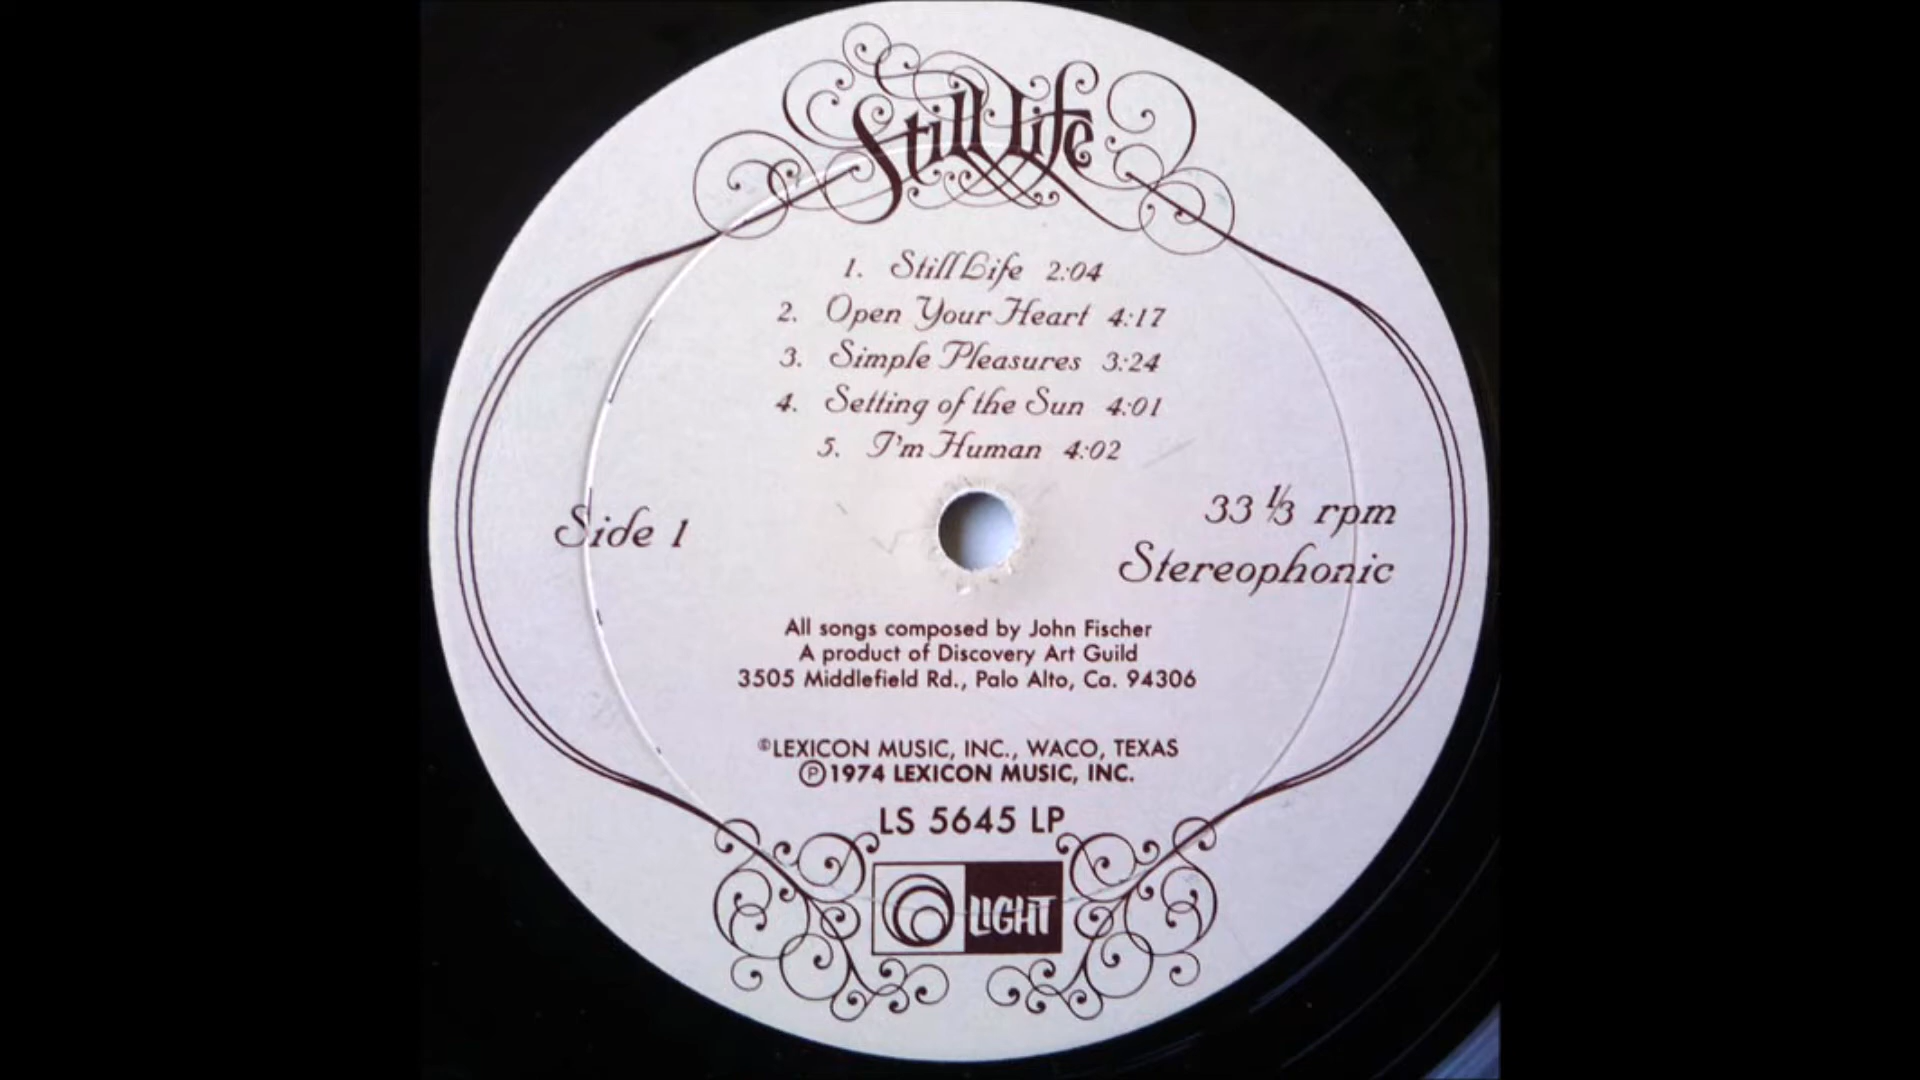 Still Life
1. Still Life 2:04
2. Open Your Heart 4:17
3. Simple Pleasures 3:24
4. Setting of the Sun 4:01
5. I'm Human 4:02
Side 1
33 1/3 rpm
Stereophonic
All songs composed by John Fischer
A product of Discovery Art Guild
3505 Middlefield Rd., Palo Alto, Ca. 94306
©LEXICON MUSIC, INC., WACO, TEXAS
℗1974 LEXICON MUSIC, INC.
LS 5645 LP
LIGHT